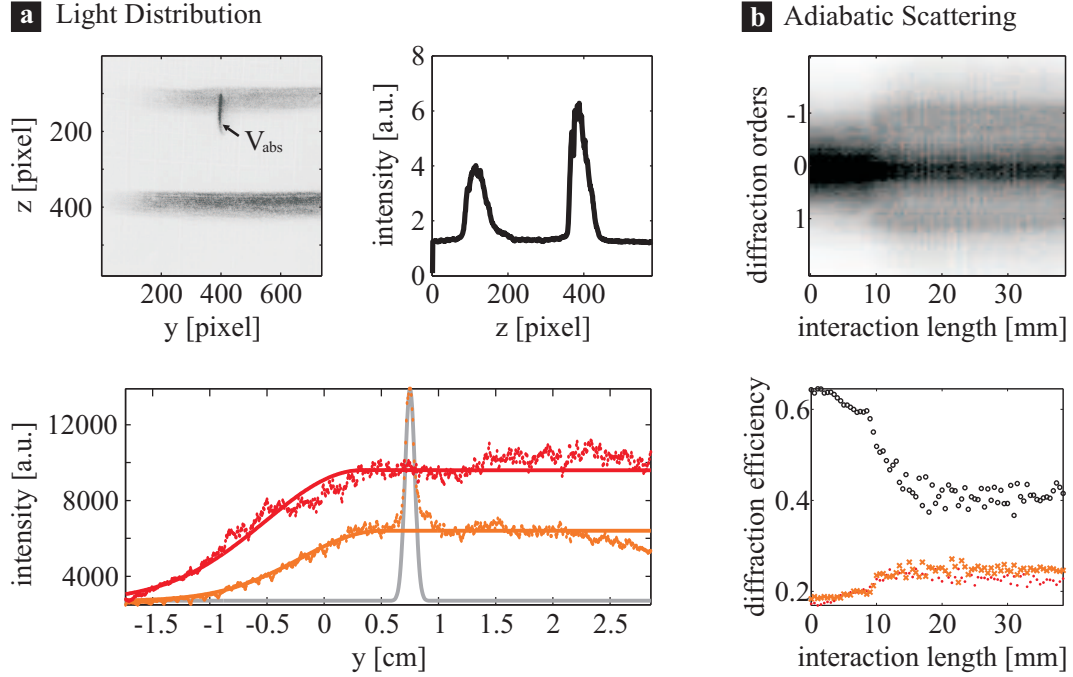 a Light Distribution
z [pixel]
200
400
V_abs
200 400 600
y [pixel]
intensity [a.u.]
8
6
4
2
0
0 200 400
z [pixel]
intensity [a.u.]
12000
8000
4000
-1.5 -1 -0.5 0 0.5 1 1.5 2 2.5
y [cm]
b Adiabatic Scattering
diffraction orders
-1
0
1
0 10 20 30
interaction length [mm]
diffraction efficiency
0.6
0.4
0.2
0 10 20 30
interaction length [mm]